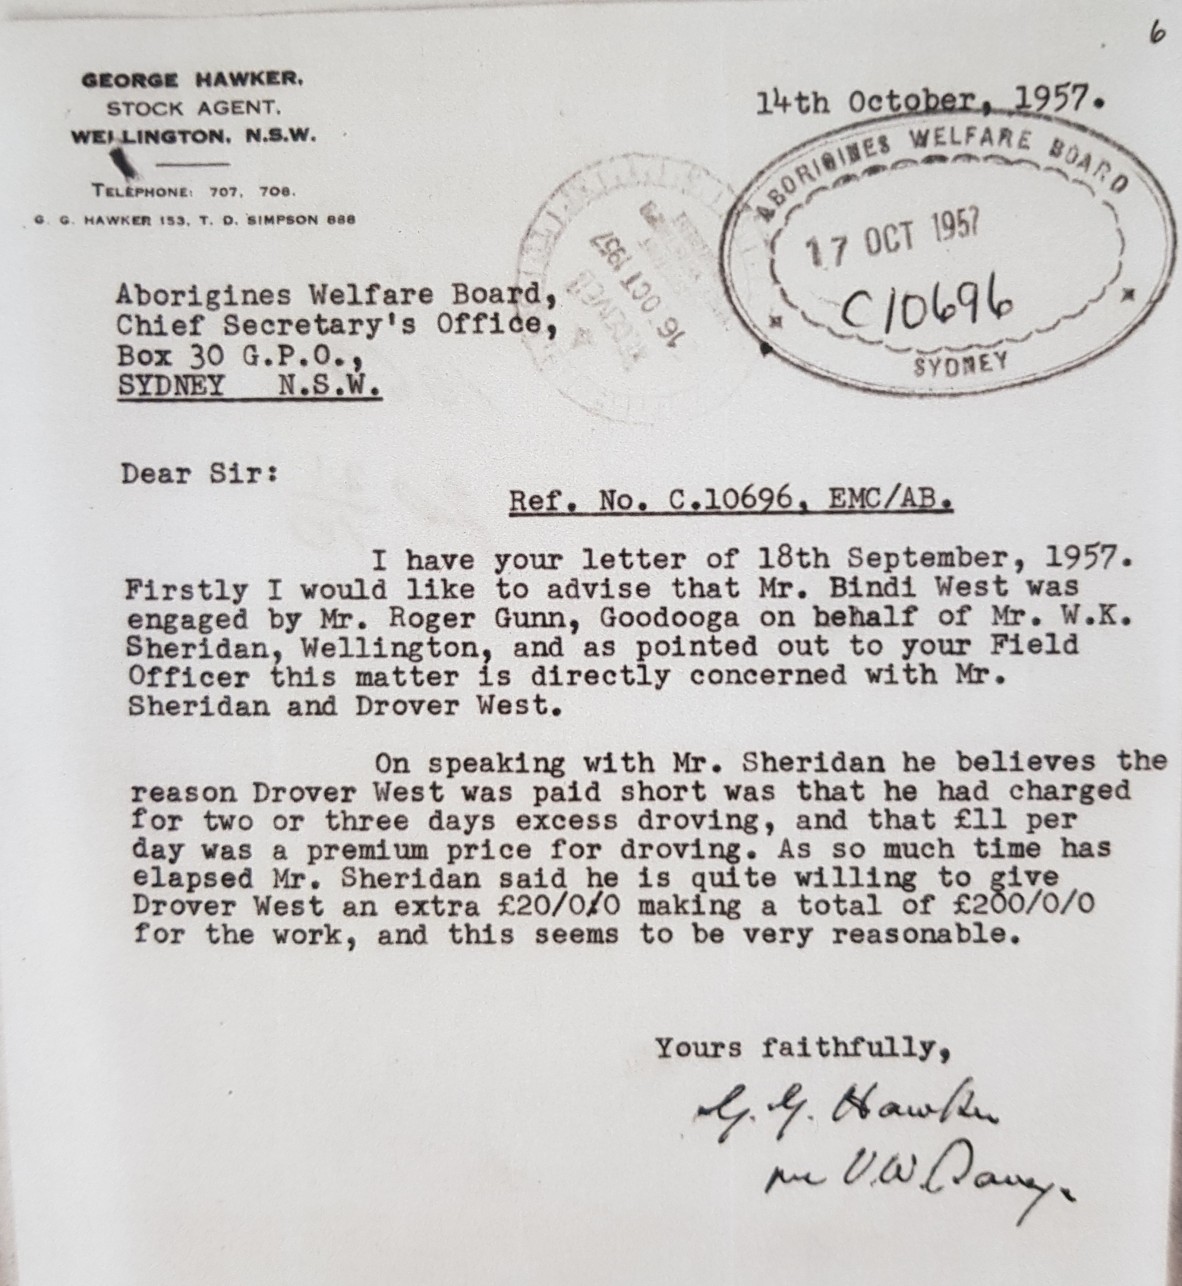 6
GEORGE HAWKER.
STOCK AGENT.
WELLINGTON. N.S.W.
TELEPHONE: 707, 708.
G. G. HAWKER 153. T. D. SIMPSON 888
14th October, 1957.
ABORIGINES WELFARE BOARD
17 OCT 1957
C10696
SYDNEY
RECEIVED
16 OCT 1957
Aborigines Welfare Board,
Chief Secretary's Office,
Box 30 G.P.O.,
SYDNEY N.S.W.
Dear Sir:
Ref. No. C.10696, EMC/AB.
I have your letter of 18th September, 1957.
Firstly I would like to advise that Mr. Bindi West was
engaged by Mr. Roger Gunn, Goodooga on behalf of Mr. W.K.
Sheridan, Wellington, and as pointed out to your Field
Officer this matter is directly concerned with Mr.
Sheridan and Drover West.
On speaking with Mr. Sheridan he believes the
reason Drover West was paid short was that he had charged
for two or three days excess droving, and that £11 per
day was a premium price for droving. As so much time has
elapsed Mr. Sheridan said he is quite willing to give
Drover West an extra £20/0/0 making a total of £200/0/0
for the work, and this seems to be very reasonable.
Yours faithfully,
G. G. Hawker
per V.W.